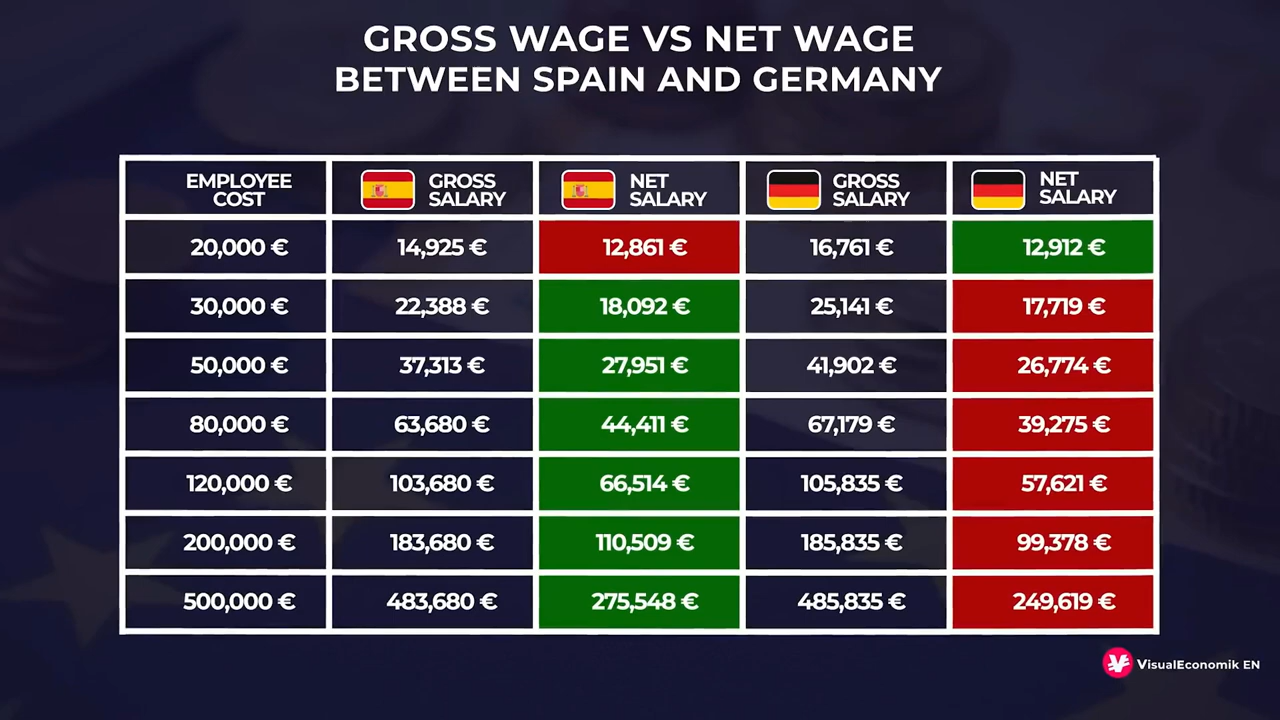 GROSS WAGE VS NET WAGE
BETWEEN SPAIN AND GERMANY
EMPLOYEE COST GROSS SALARY NET SALARY GROSS SALARY NET SALARY
20,000 € 14,925 € 12,861 € 16,761 € 12,912 €
30,000 € 22,388 € 18,092 € 25,141 € 17,719 €
50,000 € 37,313 € 27,951 € 41,902 € 26,774 €
80,000 € 63,680 € 44,411 € 67,179 € 39,275 €
120,000 € 103,680 € 66,514 € 105,835 € 57,621 €
200,000 € 183,680 € 110,509 € 185,835 € 99,378 €
500,000 € 483,680 € 275,548 € 485,835 € 249,619 €
VisualEconomik EN